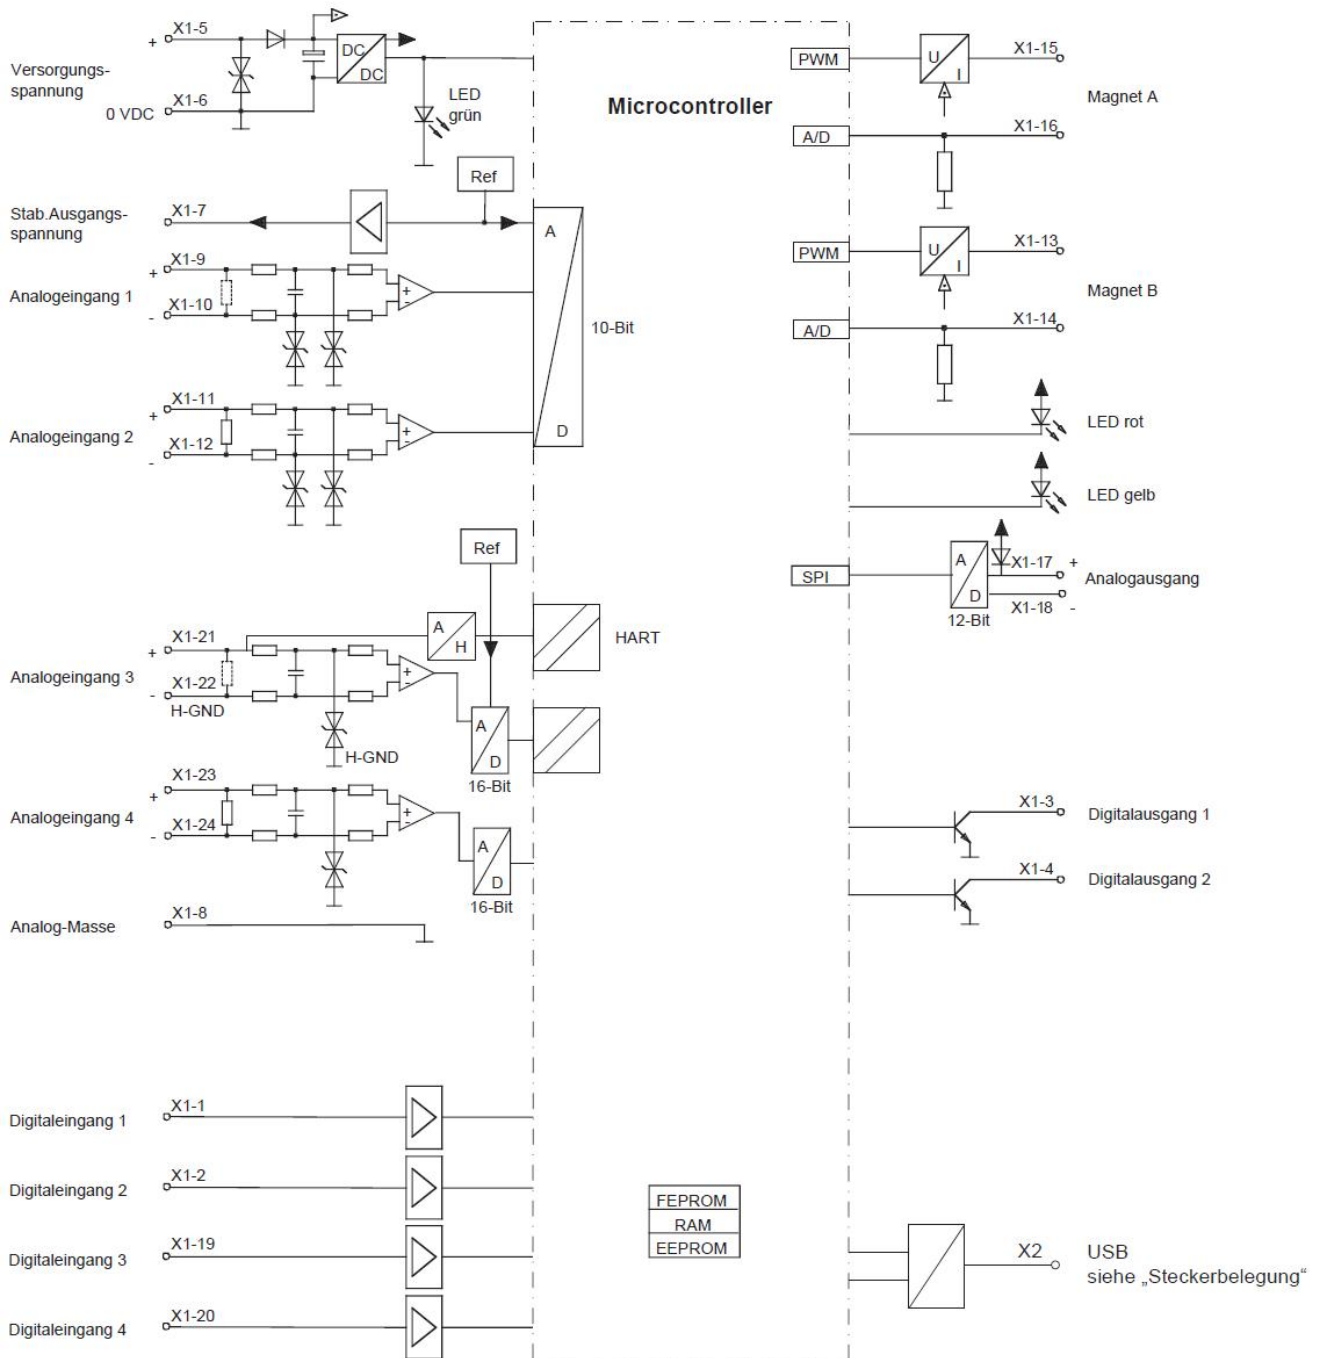 X1-5
+
Versorgungs-
spannung
DC
DC
X1-6
0 VDC
LED
grün
Microcontroller
PWM
U
I
X1-15
Magnet A
A/D
X1-16
Ref
Stab.Ausgangs-
spannung
X1-7
A
D
10-Bit
X1-9
+
Analogeingang 1
X1-10
-
+
-
PWM
U
I
X1-13
Magnet B
A/D
X1-14
X1-11
+
Analogeingang 2
X1-12
-
+
-
LED rot
LED gelb
Ref
SPI
A
D
12-Bit
X1-17
+
Analogausgang
X1-18
-
A
H
HART
X1-21
+
Analogeingang 3
X1-22
-
H-GND
+
-
H-GND
A
D
16-Bit
X1-23
+
Analogeingang 4
X1-24
-
+
-
A
D
16-Bit
X1-3
Digitalausgang 1
X1-4
Digitalausgang 2
X1-8
Analog-Masse
X1-1
Digitaleingang 1
X1-2
Digitaleingang 2
X1-19
Digitaleingang 3
X1-20
Digitaleingang 4
FEPROM
RAM
EEPROM
X2
USB
siehe „Steckerbelegung“